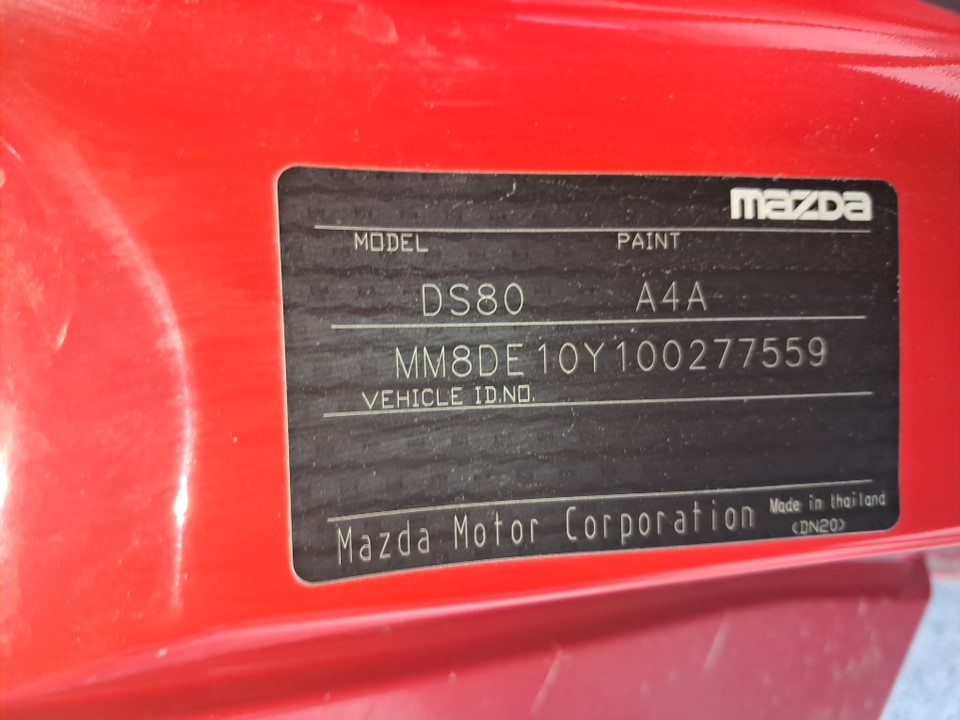 mazda
MODEL PAINT
DS80 A4A
MM8DE10Y100277559
VEHICLE ID.NO.
Mazda Motor Corporation Made in thailand
<DN20>